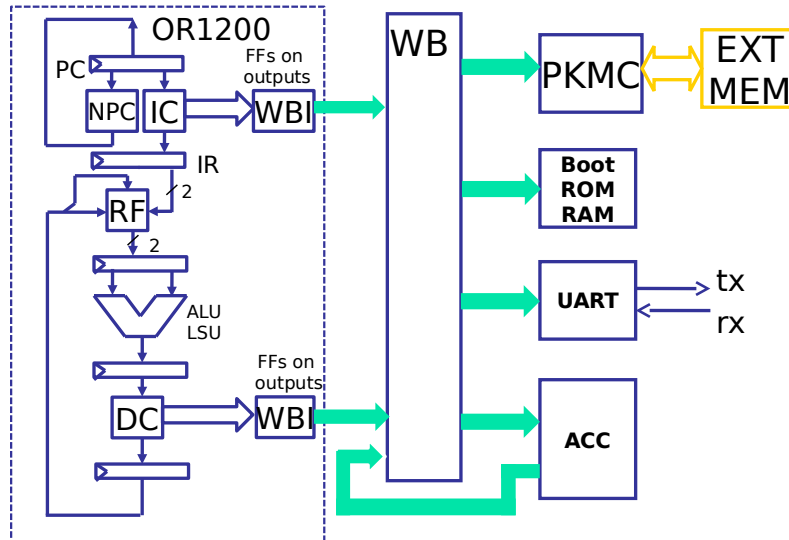 OR1200
PC
NPC
IC
FFs on
outputs
WBI
IR
2
RF
2
ALU
LSU
FFs on
outputs
DC
WBI
WB
PKMC
EXT
MEM
Boot
ROM
RAM
UART
tx
rx
ACC